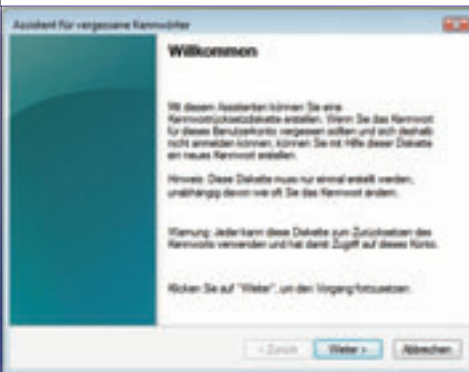 Assistent für vergessene Kennwörter
Willkommen
Mit diesem Assistenten können Sie eine
Kennwortrücksetzdiskette erstellen. Wenn Sie das Kennwort
für dieses Benutzerkonto vergessen sollten und sich deshalb
nicht anmelden können, können Sie mit Hilfe dieser Diskette
ein neues Kennwort erstellen.
Hinweis: Diese Diskette muss nur einmal erstellt werden,
unabhängig davon wie oft Sie das Kennwort ändern.
Warnung: Jeder kann diese Diskette zum Zurücksetzen des
Kennworts verwenden und hat damit Zugriff auf dieses Konto.
Klicken Sie auf "Weiter", um den Vorgang fortzusetzen.
< Zurück Weiter > Abbrechen